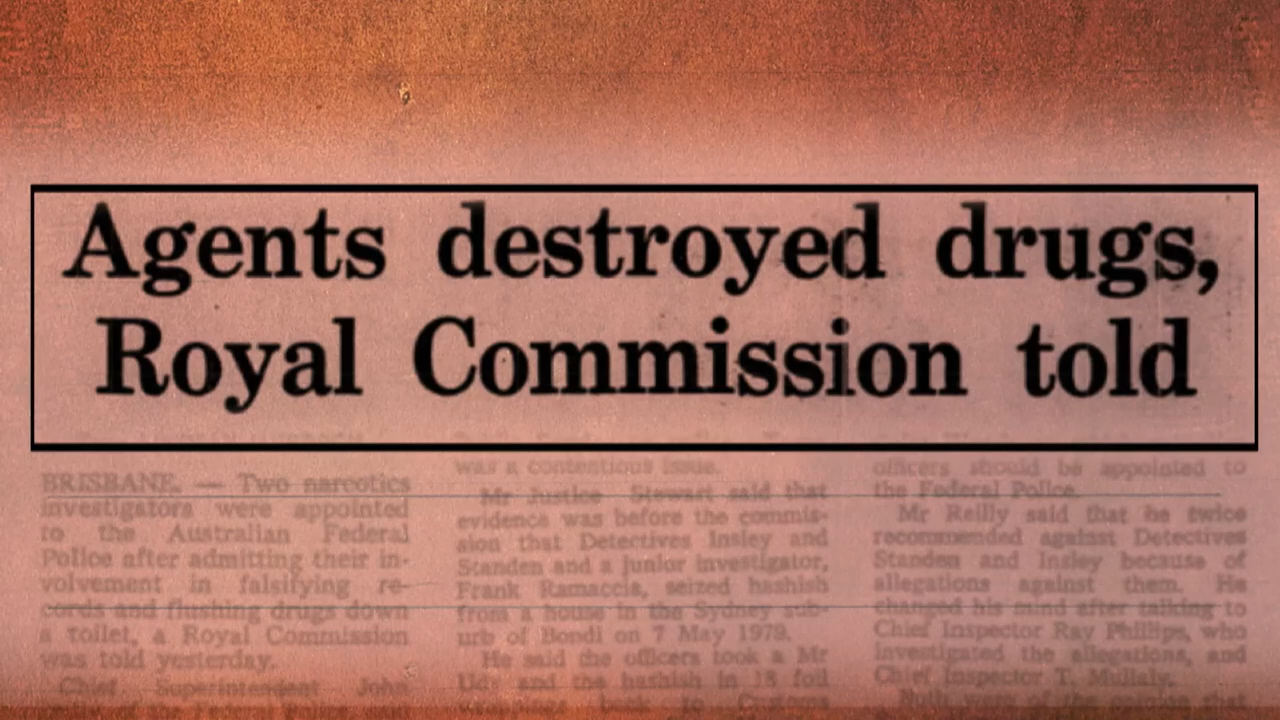 Agents destroyed drugs,
Royal Commission told
BRISBANE. — Two narcotics
investigators were appointed
to the Australian Federal
Police after admitting their in-
volvement in falsifying re-
cords and flushing drugs down
a toilet, a Royal Commission
was told yesterday.
Chief Superintendent John
was a contentious issue.
Mr Justice Stewart said that
evidence was before the commis-
sion that Detectives Insley and
Standen and a junior investigator,
Frank Ramaccia, seized hashish
from a house in the Sydney sub-
urb of Bondi on 7 May 1979.
He said the officers took a Mr
Uds and the hashish in 18 foil
wrappings back to Customs
officers should be appointed to
the Federal Police.
Mr Reilly said that he twice
recommended against Detectives
Standen and Insley because of
allegations against them. He
changed his mind after talking to
Chief Inspector Ray Phillips, who
investigated the allegations, and
Chief Inspector T. Mullaly.